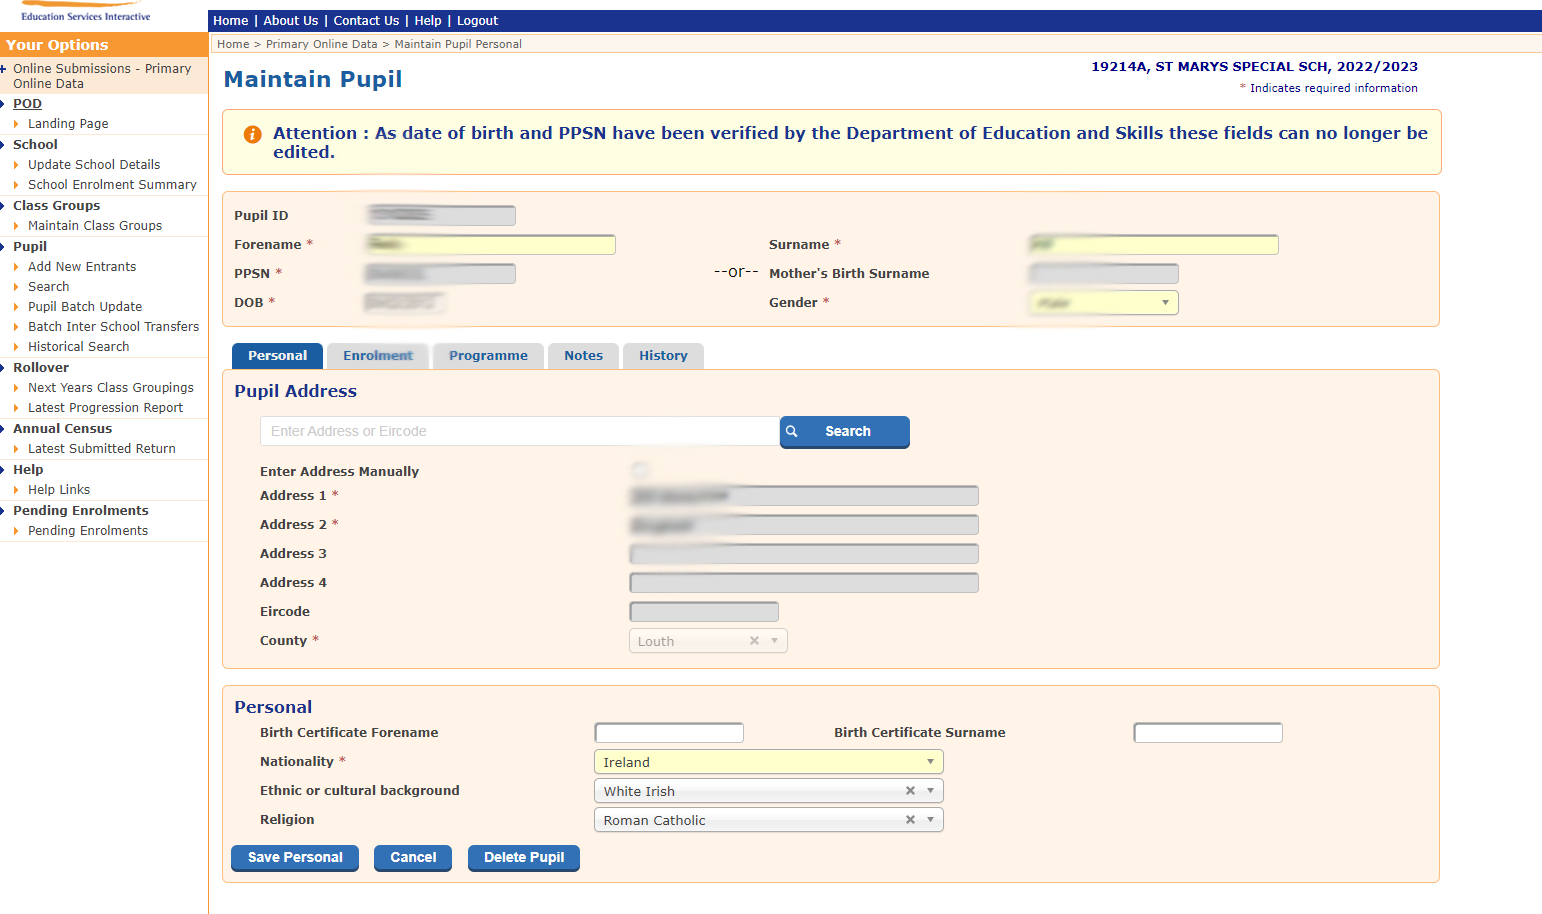 Education Services Interactive
Home | About Us | Contact Us | Help | Logout
Your Options
Home > Primary Online Data > Maintain Pupil Personal
Online Submissions - Primary
Online Data
POD
Landing Page
School
Update School Details
School Enrolment Summary
Class Groups
Maintain Class Groups
Pupil
Add New Entrants
Search
Pupil Batch Update
Batch Inter School Transfers
Historical Search
Rollover
Next Years Class Groupings
Latest Progression Report
Annual Census
Latest Submitted Return
Help
Help Links
Pending Enrolments
Pending Enrolments
Maintain Pupil
19214A, ST MARYS SPECIAL SCH, 2022/2023
* Indicates required information
Attention : As date of birth and PPSN have been verified by the Department of Education and Skills these fields can no longer be
edited.
Pupil ID
Forename * Surname *
PPSN * --or-- Mother's Birth Surname
DOB * Gender *
Personal Enrolment Programme Notes History
Pupil Address
Enter Address or Eircode Search
Enter Address Manually
Address 1 *
Address 2 *
Address 3
Address 4
Eircode
County * Louth
Personal
Birth Certificate Forename Birth Certificate Surname
Nationality * Ireland
Ethnic or cultural background White Irish
Religion Roman Catholic
Save Personal Cancel Delete Pupil